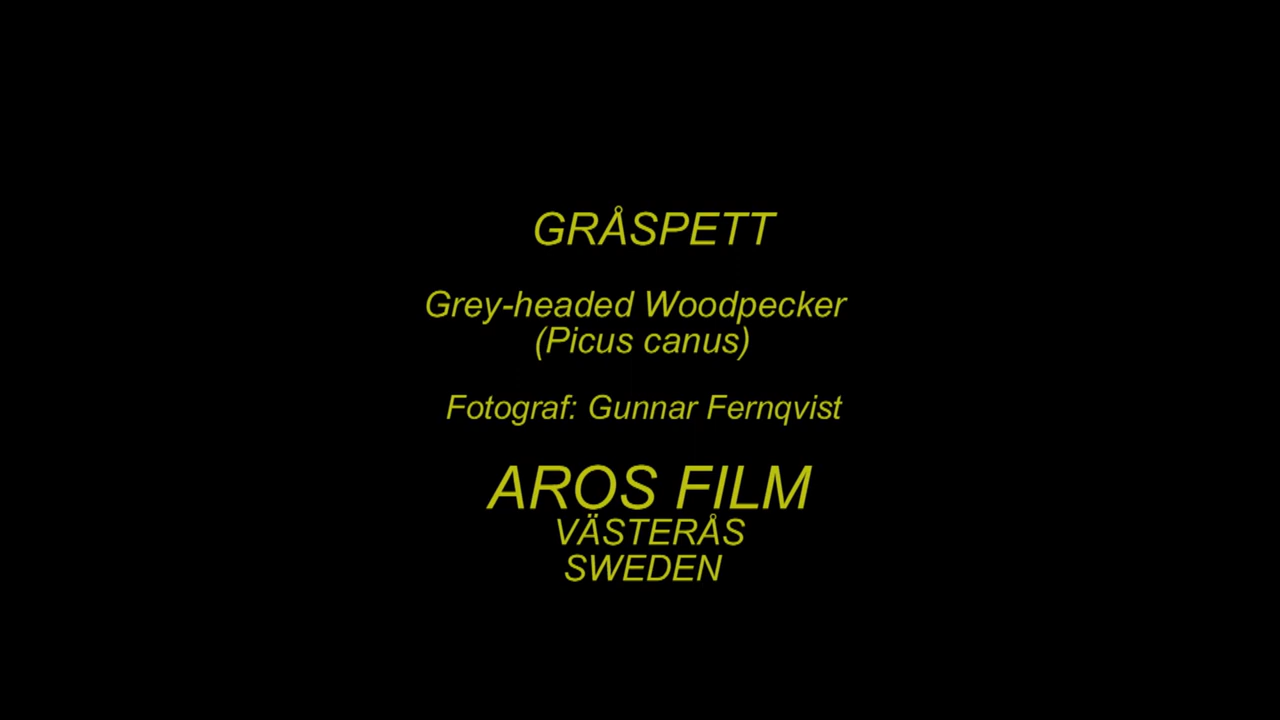 GRÅSPETT
Grey-headed Woodpecker
(Picus canus)
Fotograf: Gunnar Fernqvist
AROS FILM
VÄSTERÅS
SWEDEN